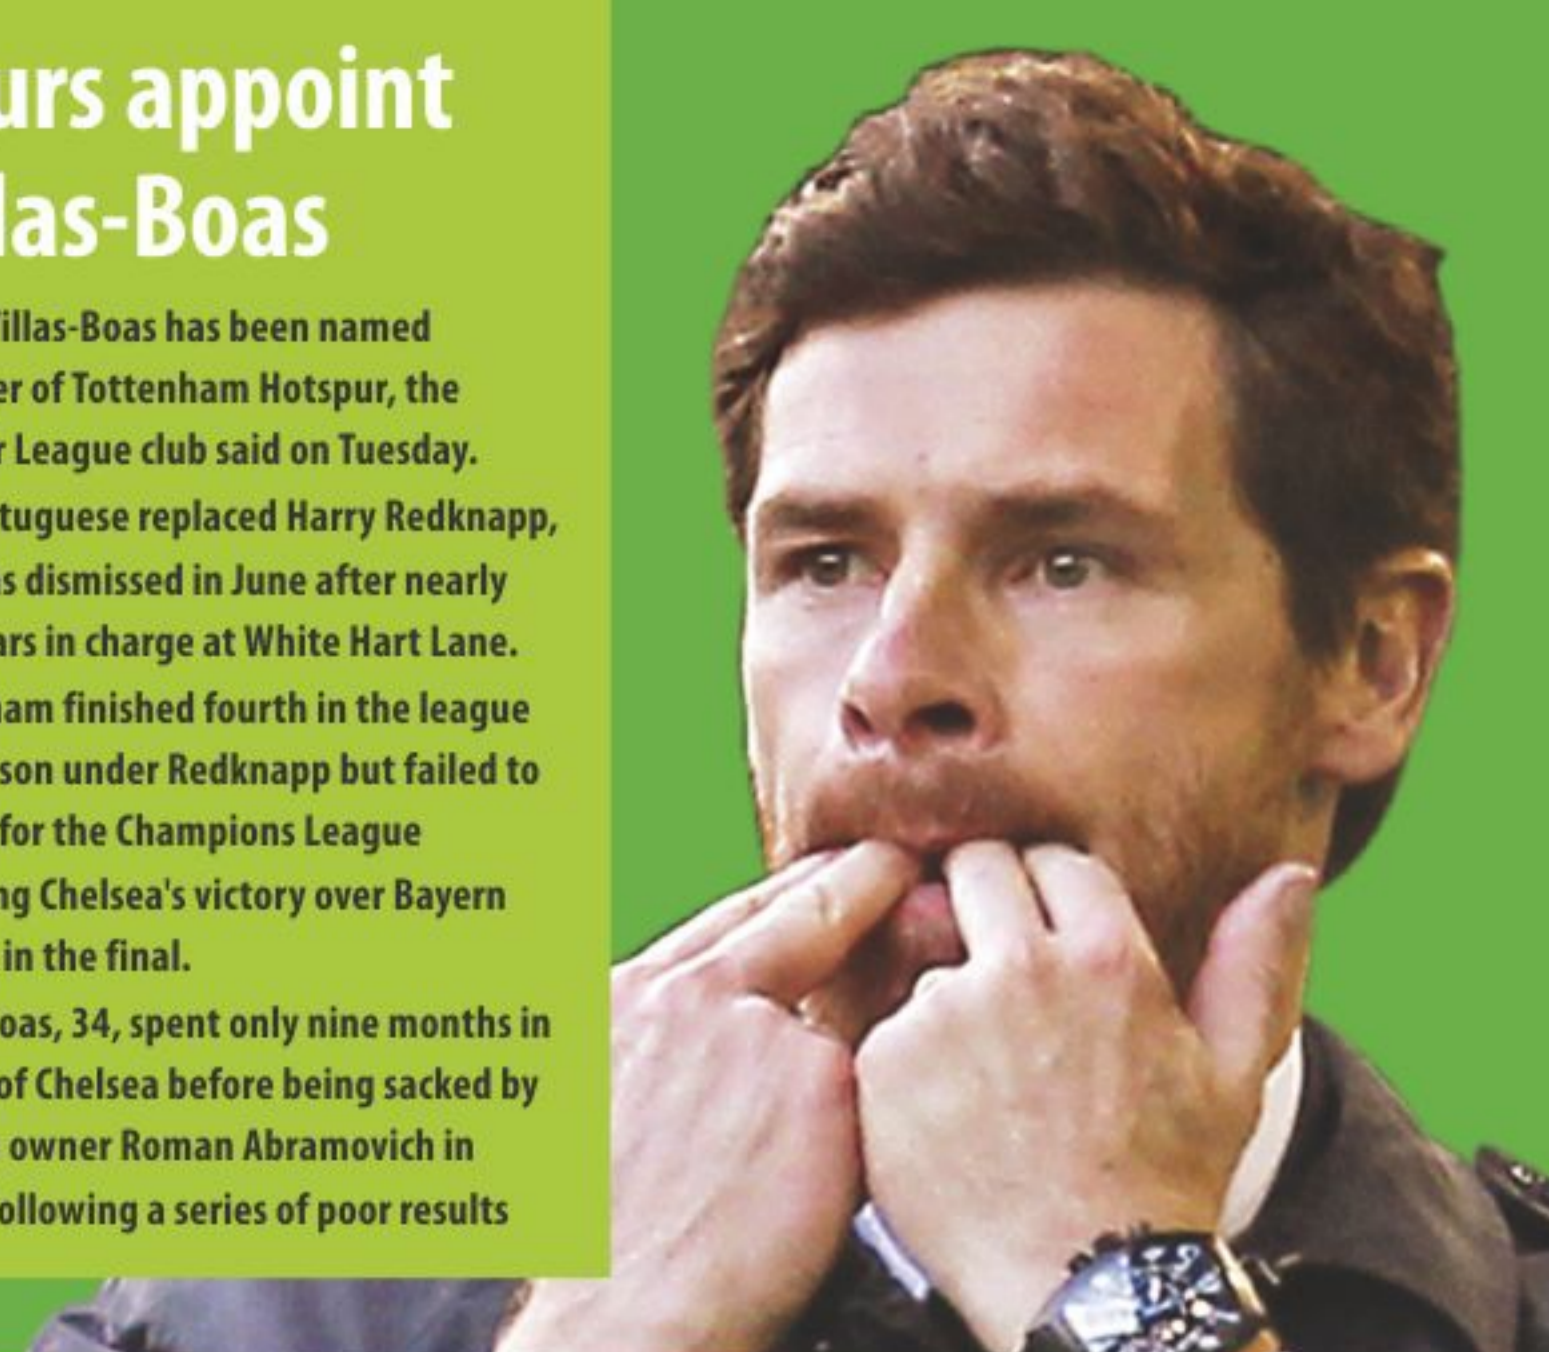 urs appoint
las-Boas
illas-Boas has been named
er of Tottenham Hotspur, the
r League club said on Tuesday.
tuguese replaced Harry Redknapp,
s dismissed in June after nearly
ars in charge at White Hart Lane.
am finished fourth in the league
son under Redknapp but failed to
for the Champions League
ng Chelsea's victory over Bayern
in the final.
oas, 34, spent only nine months in
of Chelsea before being sacked by
owner Roman Abramovich in
ollowing a series of poor results